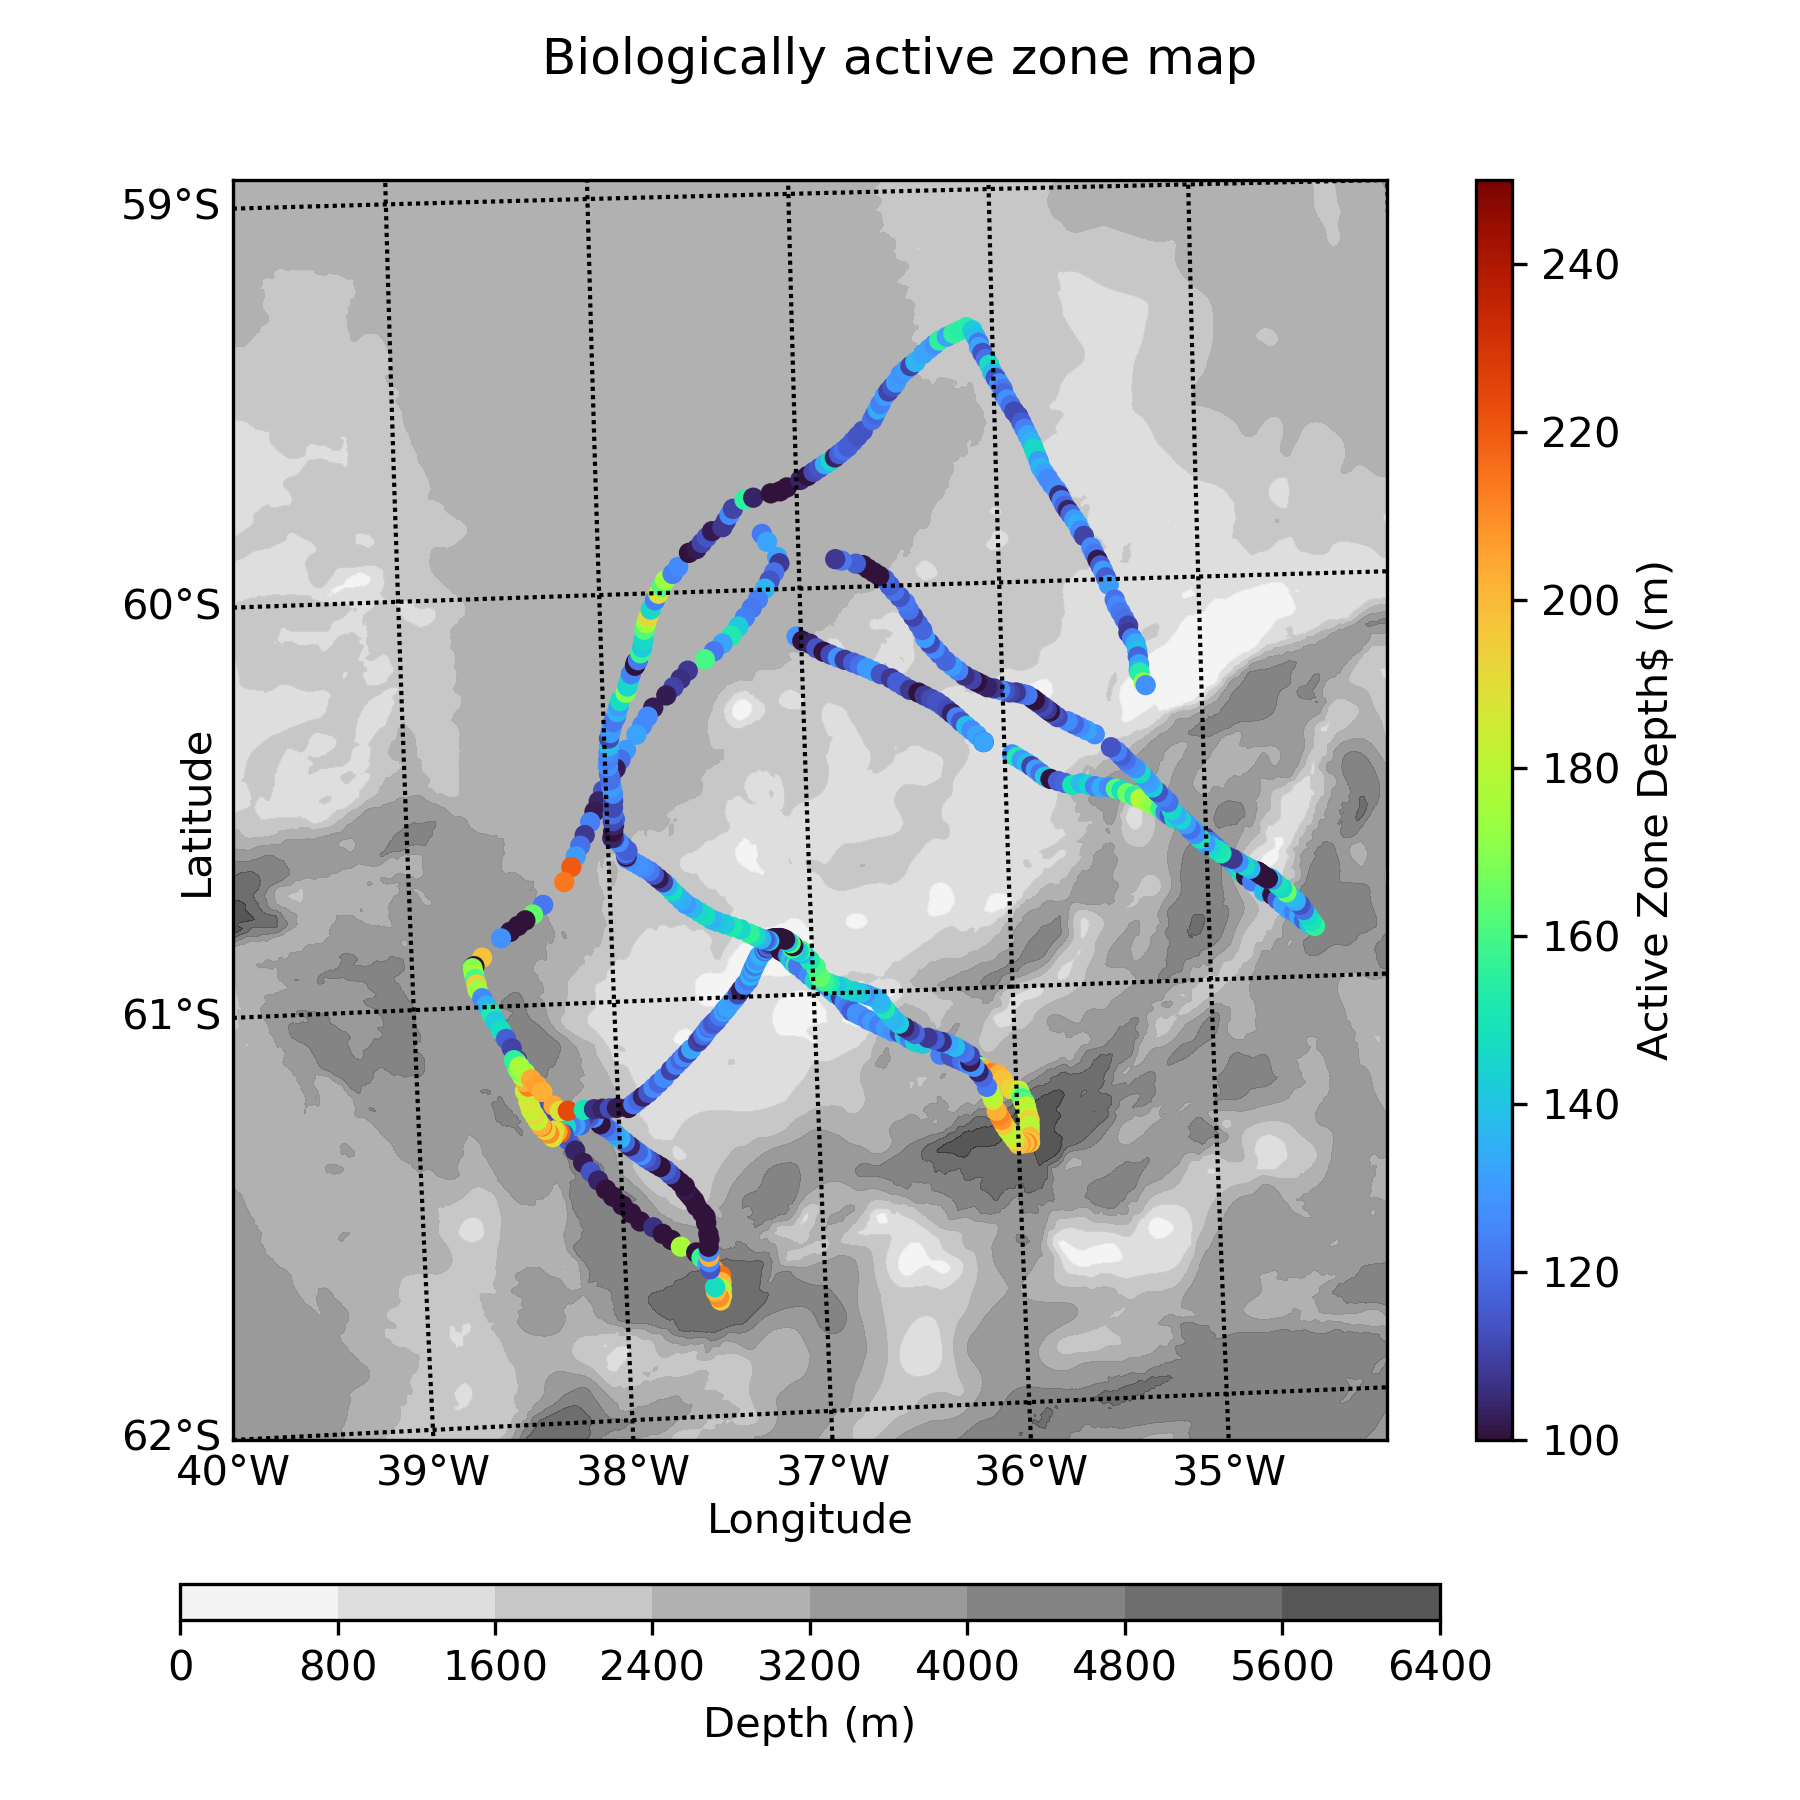 Biologically active zone map
59°S
60°S
61°S
62°S
Latitude
40°W
39°W
38°W
37°W
36°W
35°W
Longitude
240
220
200
180
160
140
120
100
Active Zone Depth$ (m)
0
800
1600
2400
3200
4000
4800
5600
6400
Depth (m)